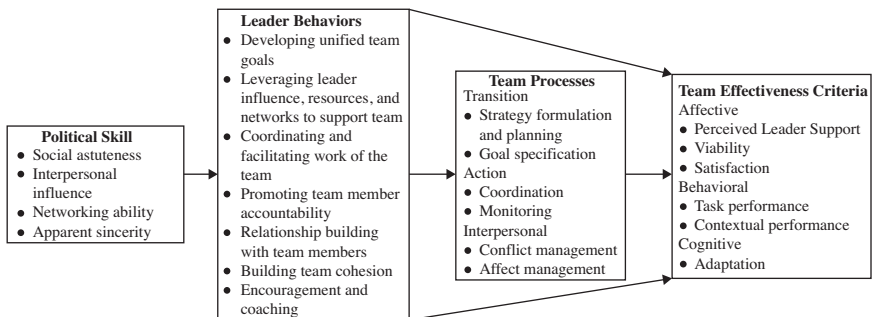 Political Skill
● Social astuteness
● Interpersonal
influence
● Networking ability
● Apparent sincerity
Leader Behaviors
● Developing unified team
goals
● Leveraging leader
influence, resources, and
networks to support team
● Coordinating and
facilitating work of the
team
● Promoting team member
accountability
● Relationship building
with team members
● Building team cohesion
● Encouragement and
coaching
Team Processes
Transition
● Strategy formulation
and planning
● Goal specification
Action
● Coordination
● Monitoring
Interpersonal
● Conflict management
● Affect management
Team Effectiveness Criteria
Affective
● Perceived Leader Support
● Viability
● Satisfaction
Behavioral
● Task performance
● Contextual performance
Cognitive
● Adaptation